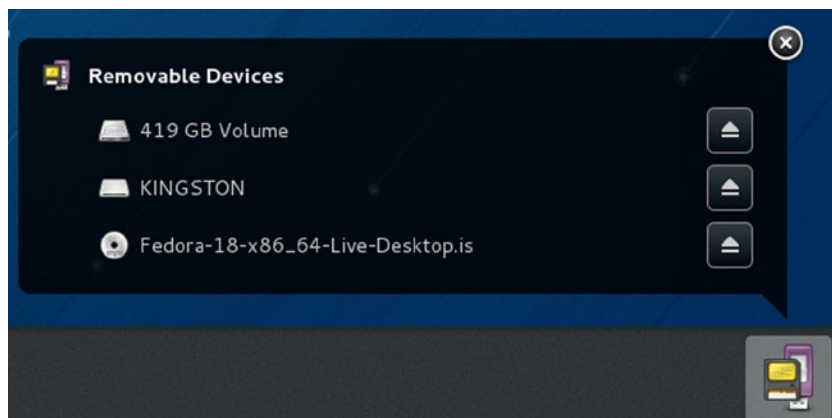 Removable Devices
419 GB Volume
KINGSTON
Fedora-18-x86_64-Live-Desktop.is